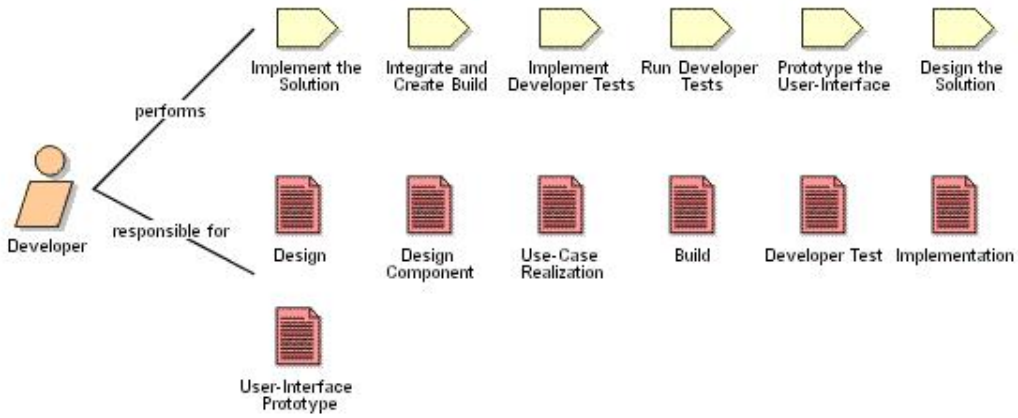 Implement the
Solution
Integrate and
Create Build
Implement
Developer Tests
Run Developer
Tests
Prototype the
User-Interface
Design the
Solution
performs
Developer
responsible for
Design
Design
Component
Use-Case
Realization
Build
Developer Test
Implementation
User-Interface
Prototype